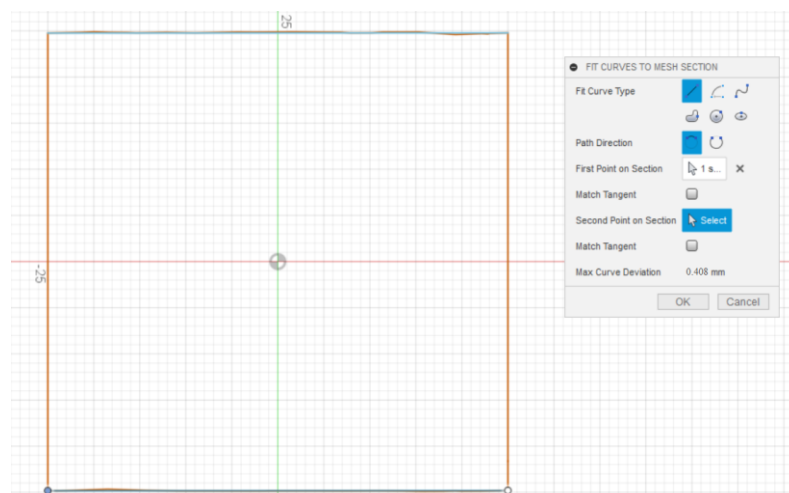 25
FIT CURVES TO MESH SECTION
Fit Curve Type
Path Direction
First Point on Section 1 s...
Match Tangent
-25
Second Point on Section Select
Match Tangent
Max Curve Deviation 0.408 mm
OK Cancel